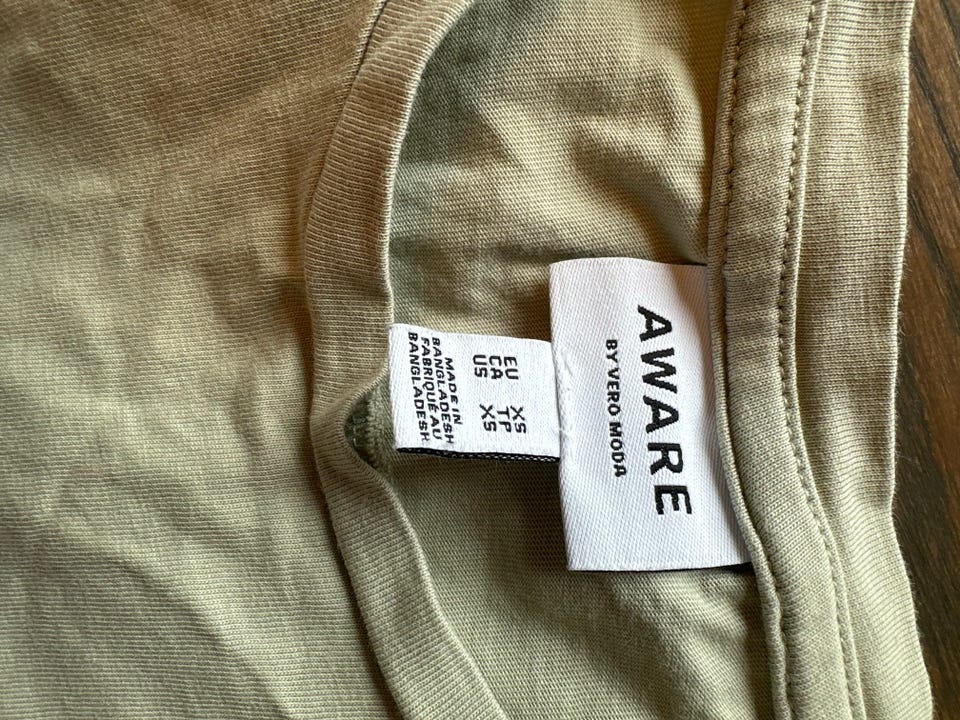 AWARE
BY VERO MODA
EU XS
CA TP
US XS
MADE IN
BANGLADESH
FABRIQUÉ AU
BANGLADESH